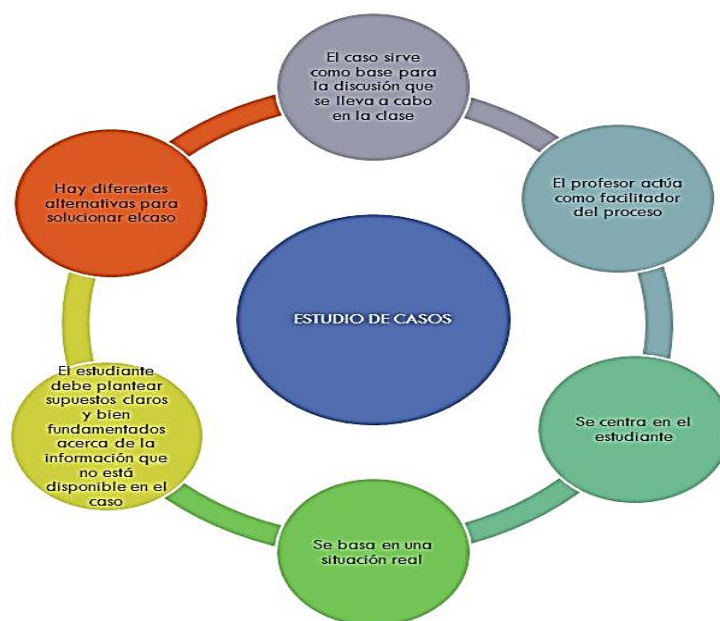 El caso sirve
como base para
la discusión que
se lleva a cabo
en la clase
El profesor actúa
como facilitador
del proceso
Se centra en el
estudiante
Se basa en una
situación real
El estudiante
debe plantear
supuestos claros
y bien
fundamentados
acerca de la
información que
no está
disponible en el
caso
Hay diferentes
alternativas para
solucionar elcaso
ESTUDIO DE CASOS